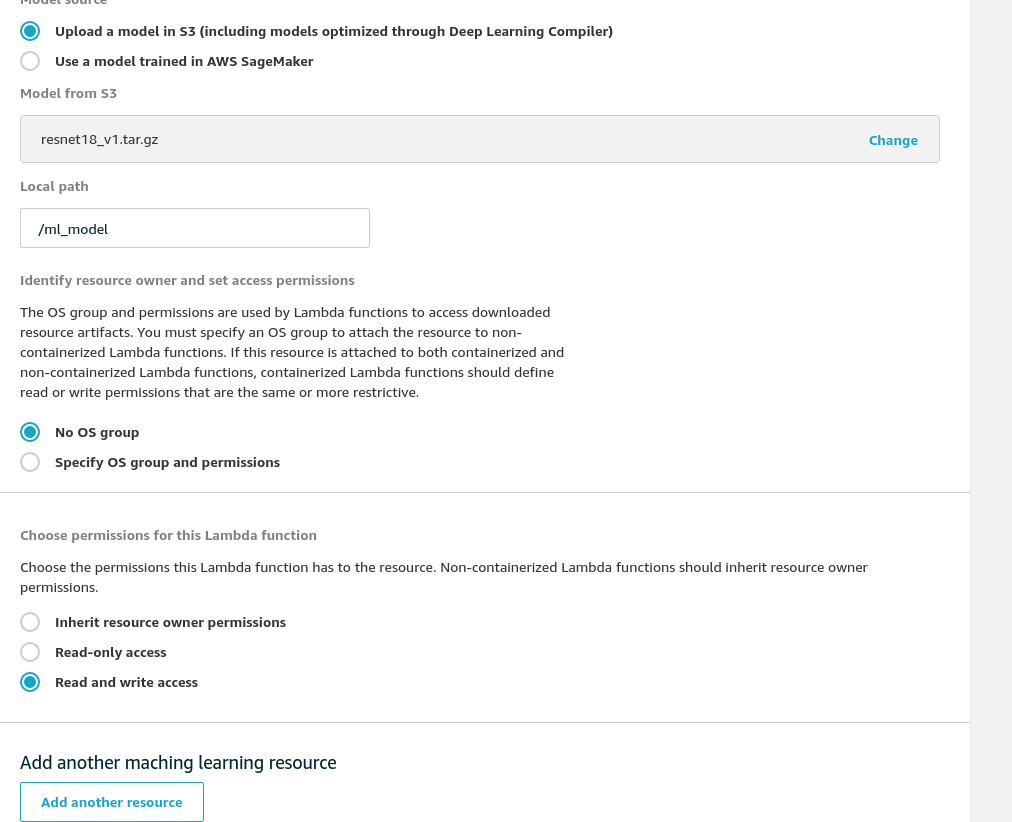 Model source
Upload a model in S3 (including models optimized through Deep Learning Compiler)
Use a model trained in AWS SageMaker
Model from S3
resnet18_v1.tar.gz
Change
Local path
/ml_model
Identify resource owner and set access permissions
The OS group and permissions are used by Lambda functions to access downloaded
resource artifacts. You must specify an OS group to attach the resource to non-
containerized Lambda functions. If this resource is attached to both containerized and
non-containerized Lambda functions, containerized Lambda functions should define
read or write permissions that are the same or more restrictive.
No OS group
Specify OS group and permissions
Choose permissions for this Lambda function
Choose the permissions this Lambda function has to the resource. Non-containerized Lambda functions should inherit resource owner
permissions.
Inherit resource owner permissions
Read-only access
Read and write access
Add another maching learning resource
Add another resource